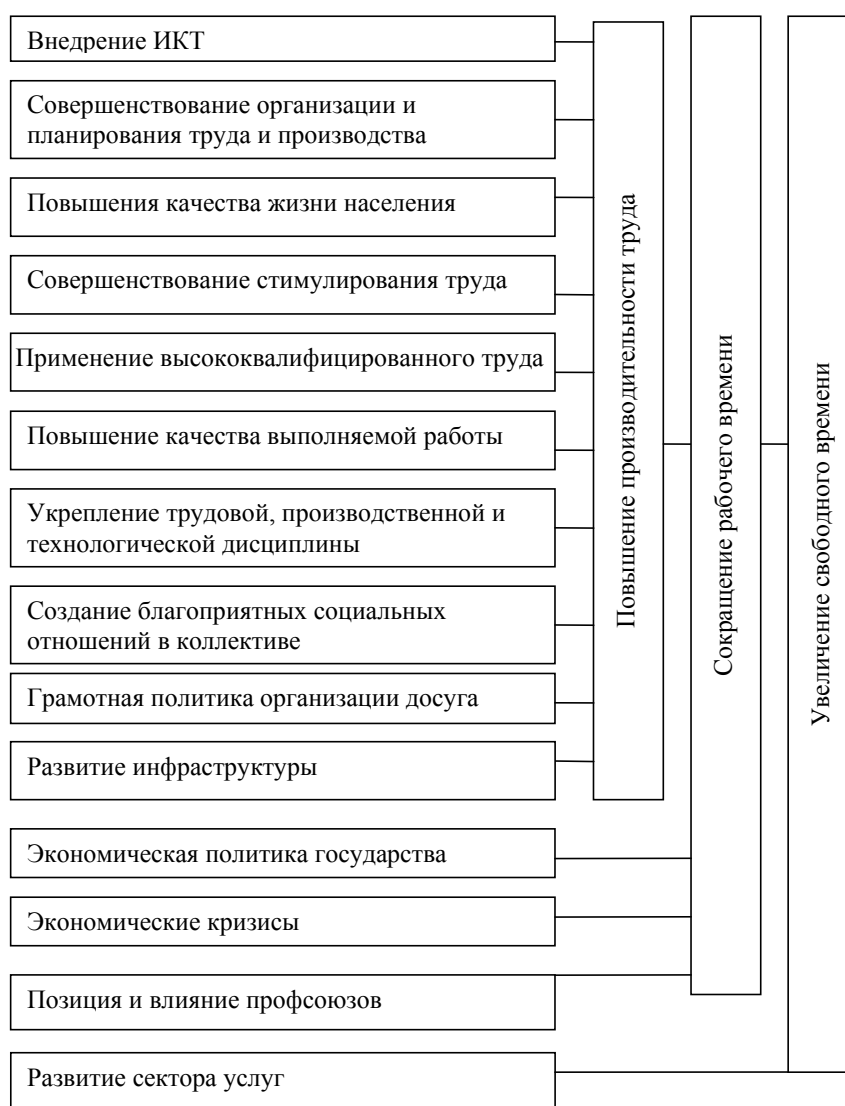 Внедрение ИКТ
Совершенствование организации и
планирования труда и производства
Повышения качества жизни населения
Совершенствование стимулирования труда
Применение высококвалифицированного труда
Повышение качества выполняемой работы
Укрепление трудовой, производственной и
технологической дисциплины
Создание благоприятных социальных
отношений в коллективе
Грамотная политика организации досуга
Развитие инфраструктуры
Экономическая политика государства
Экономические кризисы
Позиция и влияние профсоюзов
Развитие сектора услуг
Повышение производительности труда
Сокращение рабочего времени
Увеличение свободного времени